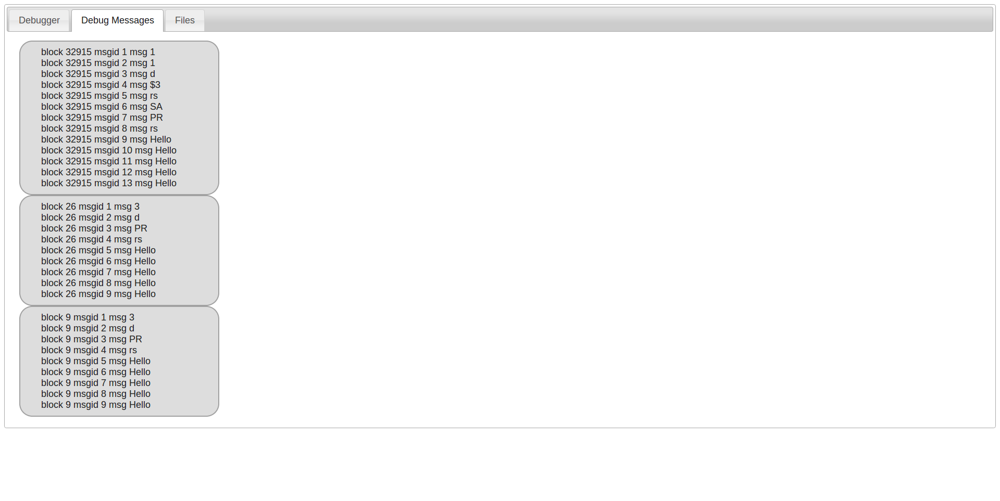 Debugger Debug Messages Files
block 32915 msgid 1 msg 1
block 32915 msgid 2 msg 1
block 32915 msgid 3 msg d
block 32915 msgid 4 msg $3
block 32915 msgid 5 msg rs
block 32915 msgid 6 msg SA
block 32915 msgid 7 msg PR
block 32915 msgid 8 msg rs
block 32915 msgid 9 msg Hello
block 32915 msgid 10 msg Hello
block 32915 msgid 11 msg Hello
block 32915 msgid 12 msg Hello
block 32915 msgid 13 msg Hello
block 26 msgid 1 msg 3
block 26 msgid 2 msg d
block 26 msgid 3 msg PR
block 26 msgid 4 msg rs
block 26 msgid 5 msg Hello
block 26 msgid 6 msg Hello
block 26 msgid 7 msg Hello
block 26 msgid 8 msg Hello
block 26 msgid 9 msg Hello
block 9 msgid 1 msg 3
block 9 msgid 2 msg d
block 9 msgid 3 msg PR
block 9 msgid 4 msg rs
block 9 msgid 5 msg Hello
block 9 msgid 6 msg Hello
block 9 msgid 7 msg Hello
block 9 msgid 8 msg Hello
block 9 msgid 9 msg Hello